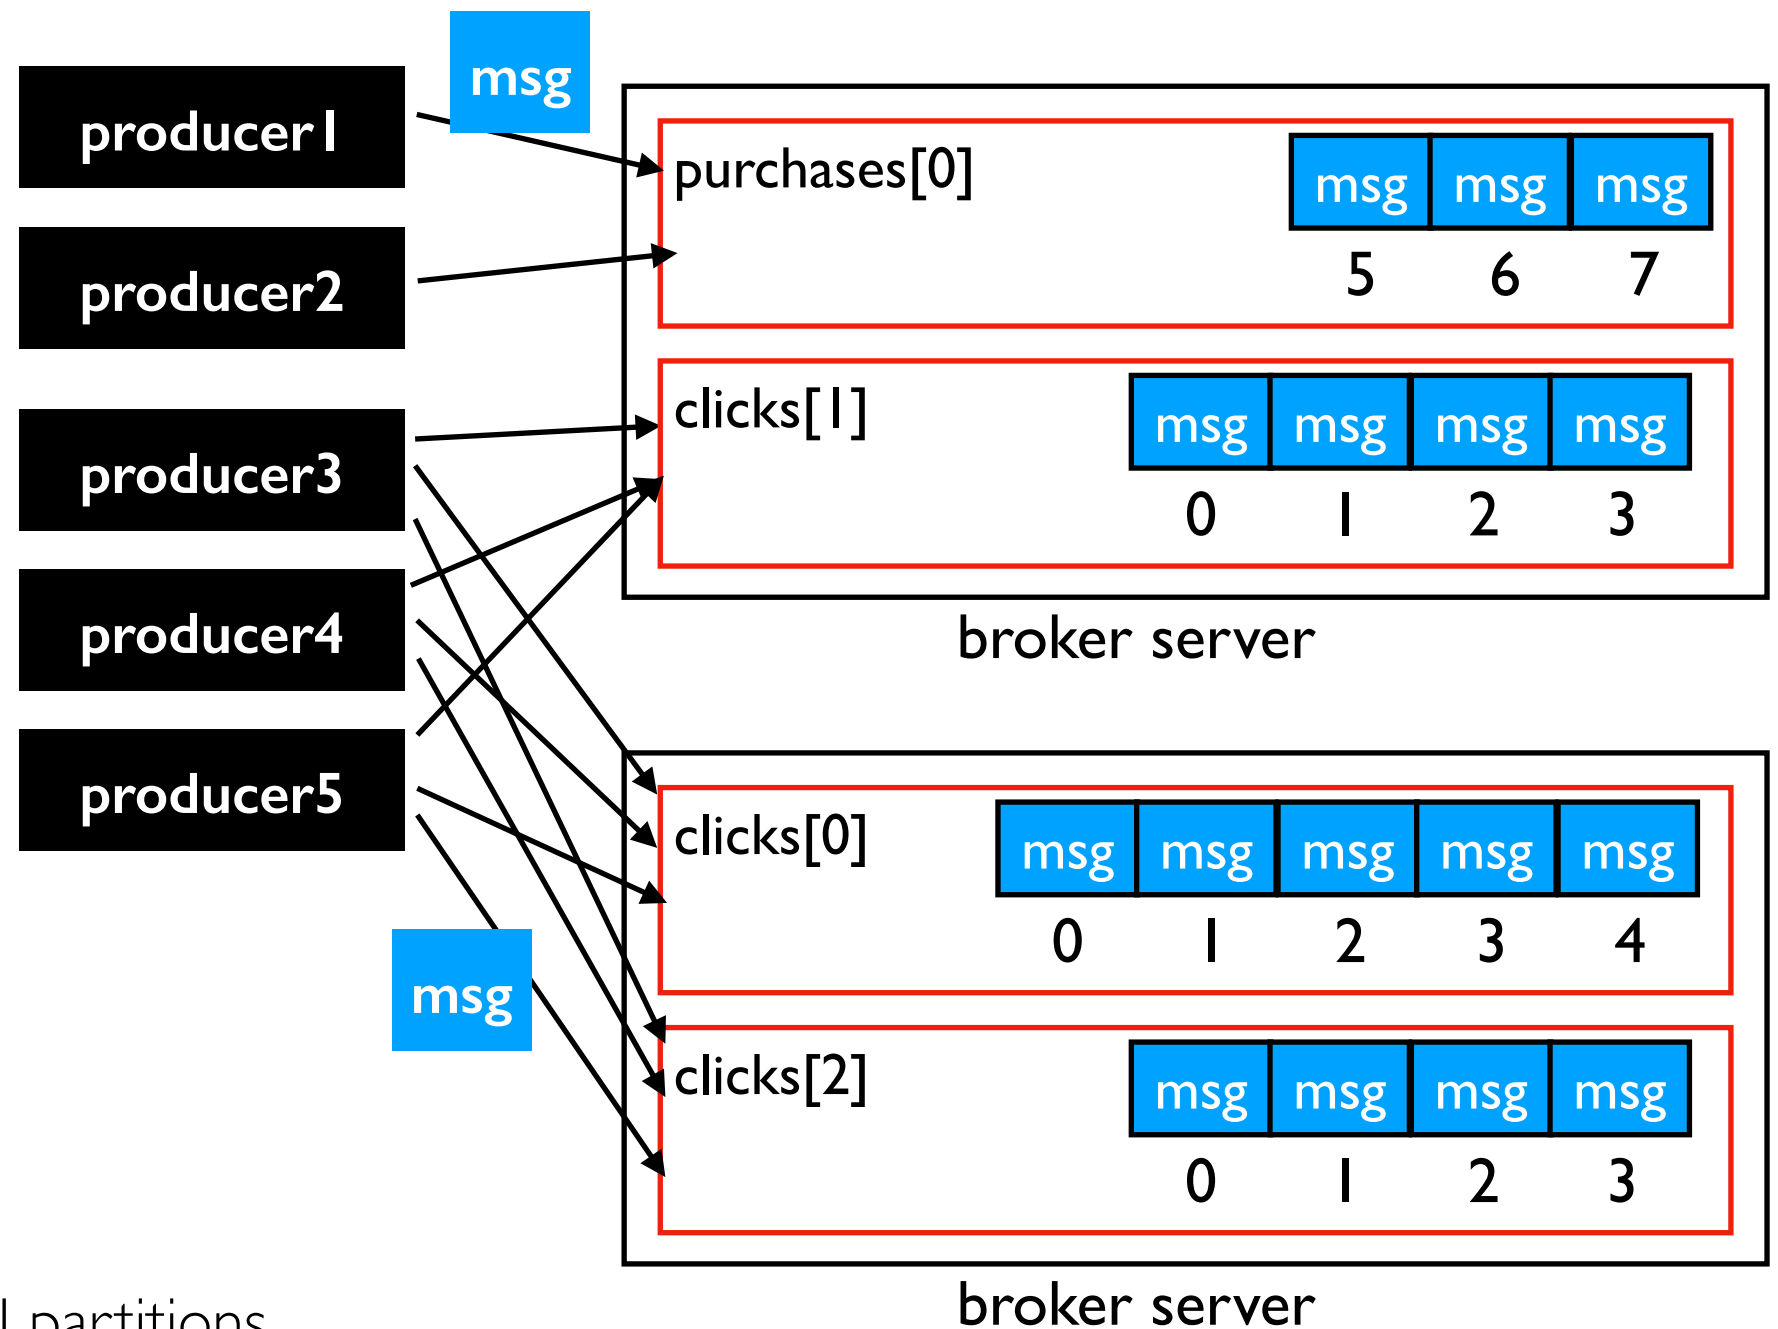 msg
producer1
producer2
producer3
producer4
producer5
msg
purchases[0]
msg msg msg
5 6 7
clicks[1]
msg msg msg msg
0 1 2 3
broker server
clicks[0]
msg msg msg msg msg
0 1 2 3 4
clicks[2]
msg msg msg msg
0 1 2 3
broker server
partitions